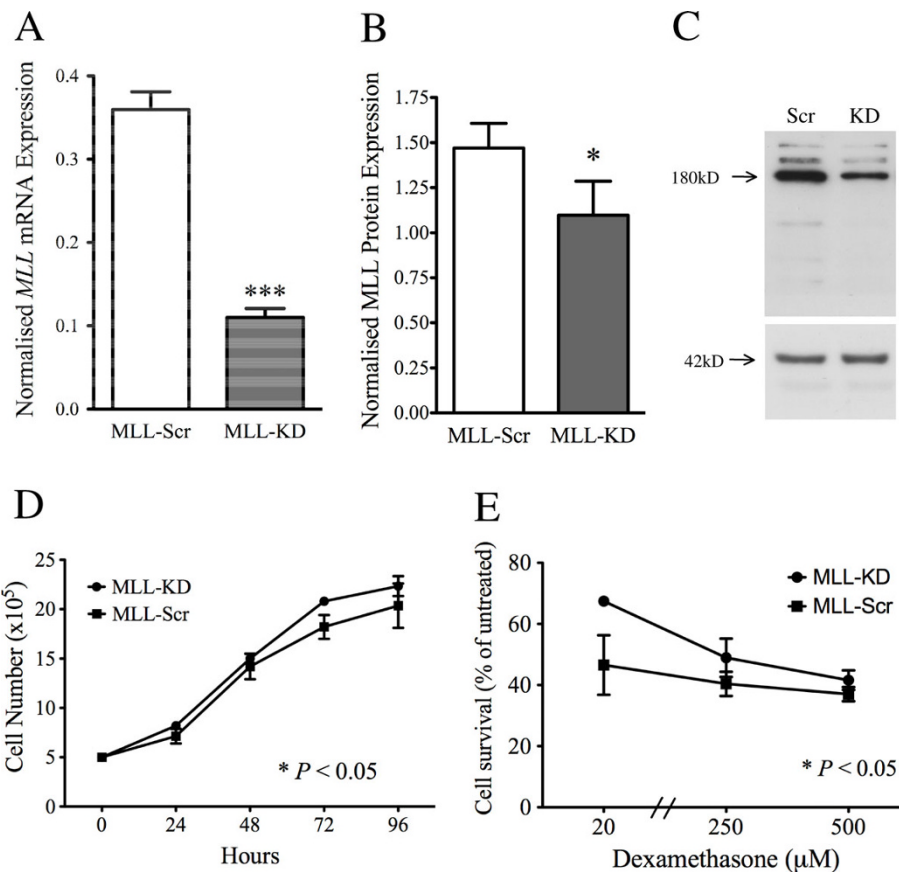 A
Normalised MLL mRNA Expression
0.4
0.3
0.2
0.1
0.0
***
MLL-Scr MLL-KD
B
Normalised MLL Protein Expression
1.75
1.50
1.25
1.00
0.75
0.50
0.25
0.00
*
MLL-Scr MLL-KD
C
Scr KD
180kD
42kD
D
Cell Number (x10⁵)
25
20
15
10
5
0
MLL-KD
MLL-Scr
* P < 0.05
0 24 48 72 96
Hours
E
Cell survival (% of untreated)
80
60
40
20
0
MLL-KD
MLL-Scr
* P < 0.05
20 250 500
Dexamethasone (μM)